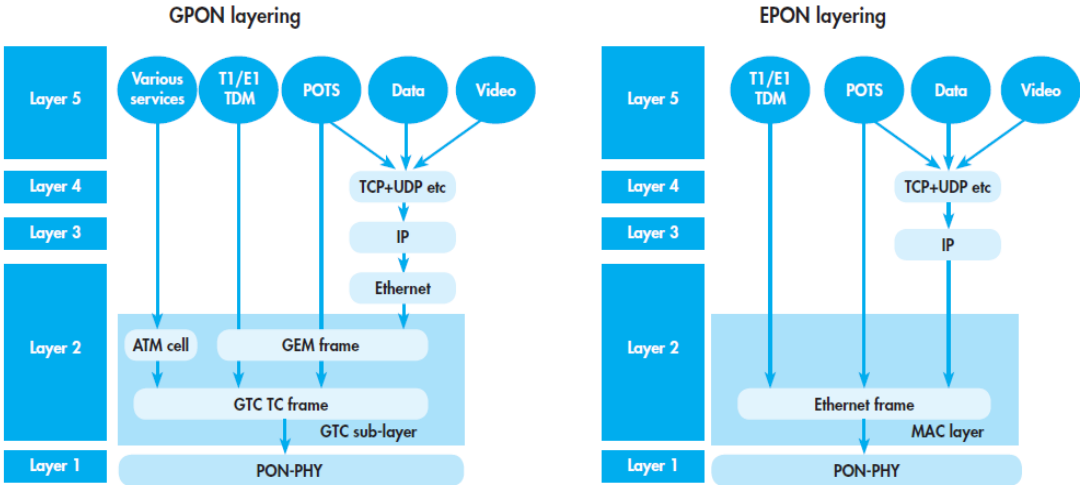 GPON layering
Layer 5
Various
services
T1/E1
TDM
POTS
Data
Video
Layer 4
TCP+UDP etc
Layer 3
IP
Ethernet
Layer 2
ATM cell
GEM frame
GTC TC frame
GTC sub-layer
Layer 1
PON-PHY
EPON layering
Layer 5
T1/E1
TDM
POTS
Data
Video
Layer 4
TCP+UDP etc
Layer 3
IP
Layer 2
Ethernet frame
MAC layer
Layer 1
PON-PHY